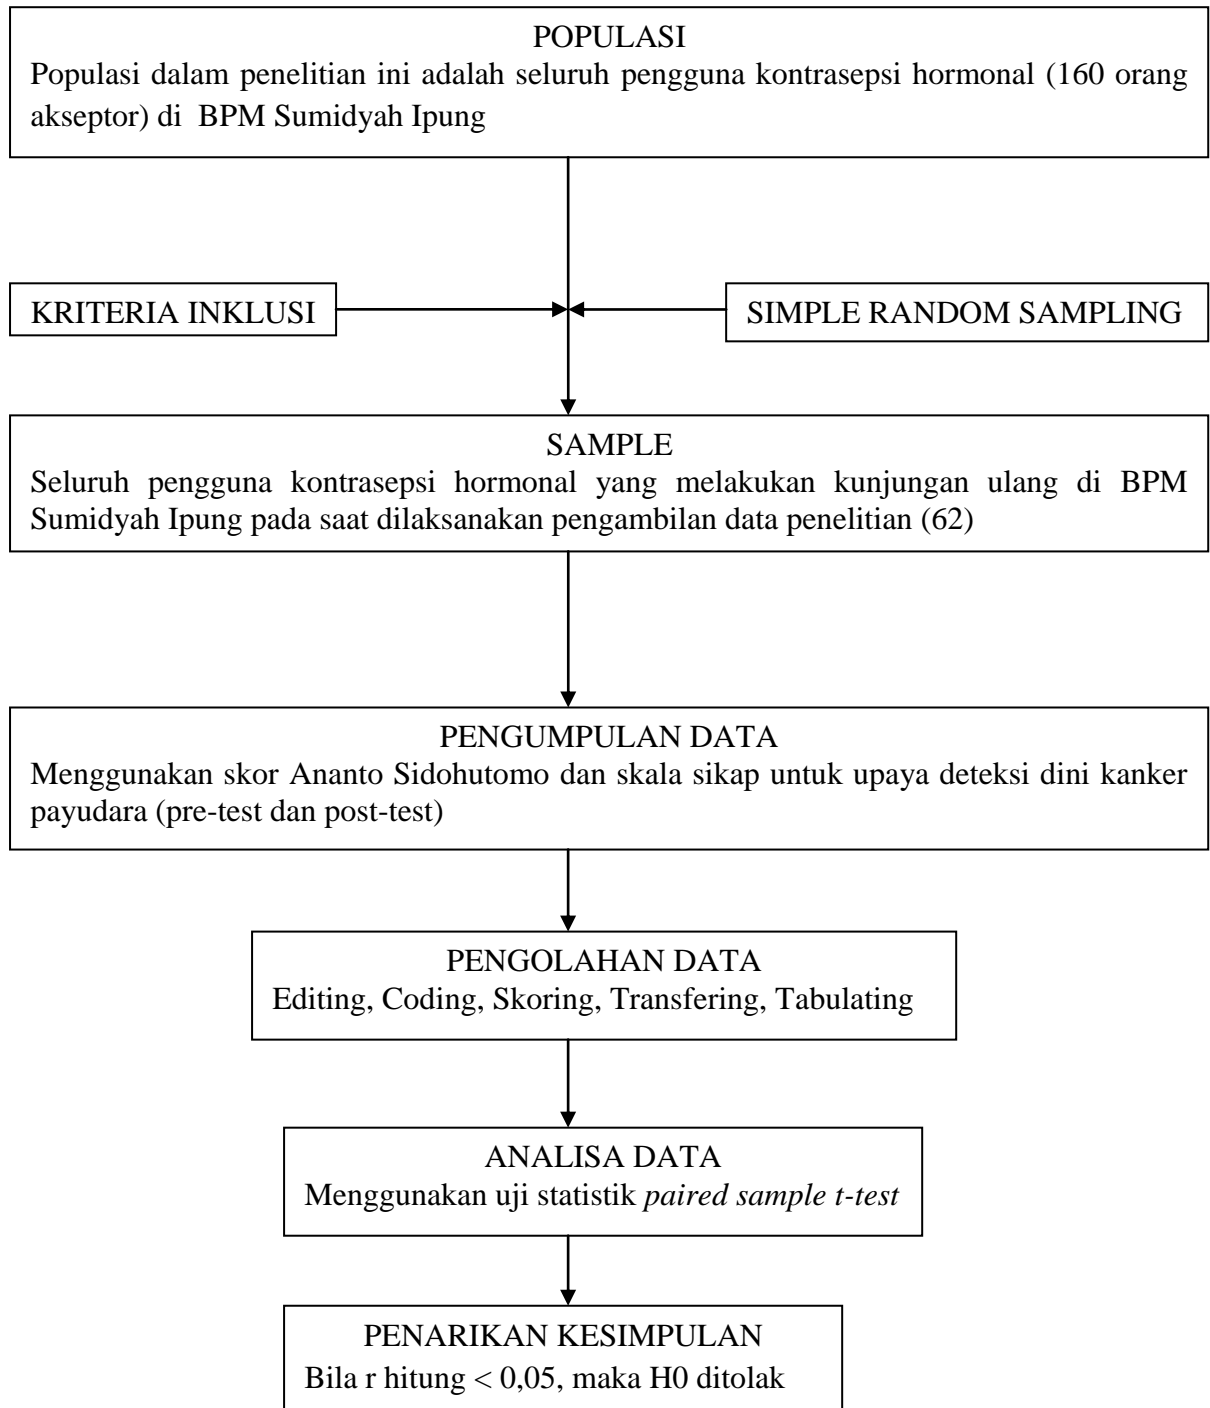 POPULASI
Populasi dalam penelitian ini adalah seluruh pengguna kontrasepsi hormonal (160 orang
akseptor) di BPM Sumidyah Ipung
KRITERIA INKLUSI
SIMPLE RANDOM SAMPLING
SAMPLE
Seluruh pengguna kontrasepsi hormonal yang melakukan kunjungan ulang di BPM
Sumidyah Ipung pada saat dilaksanakan pengambilan data penelitian (62)
PENGUMPULAN DATA
Menggunakan skor Ananto Sidohutomo dan skala sikap untuk upaya deteksi dini kanker
payudara (pre-test dan post-test)
PENGOLAHAN DATA
Editing, Coding, Skoring, Transfering, Tabulating
ANALISA DATA
Menggunakan uji statistik paired sample t-test
PENARIKAN KESIMPULAN
Bila r hitung < 0,05, maka H0 ditolak